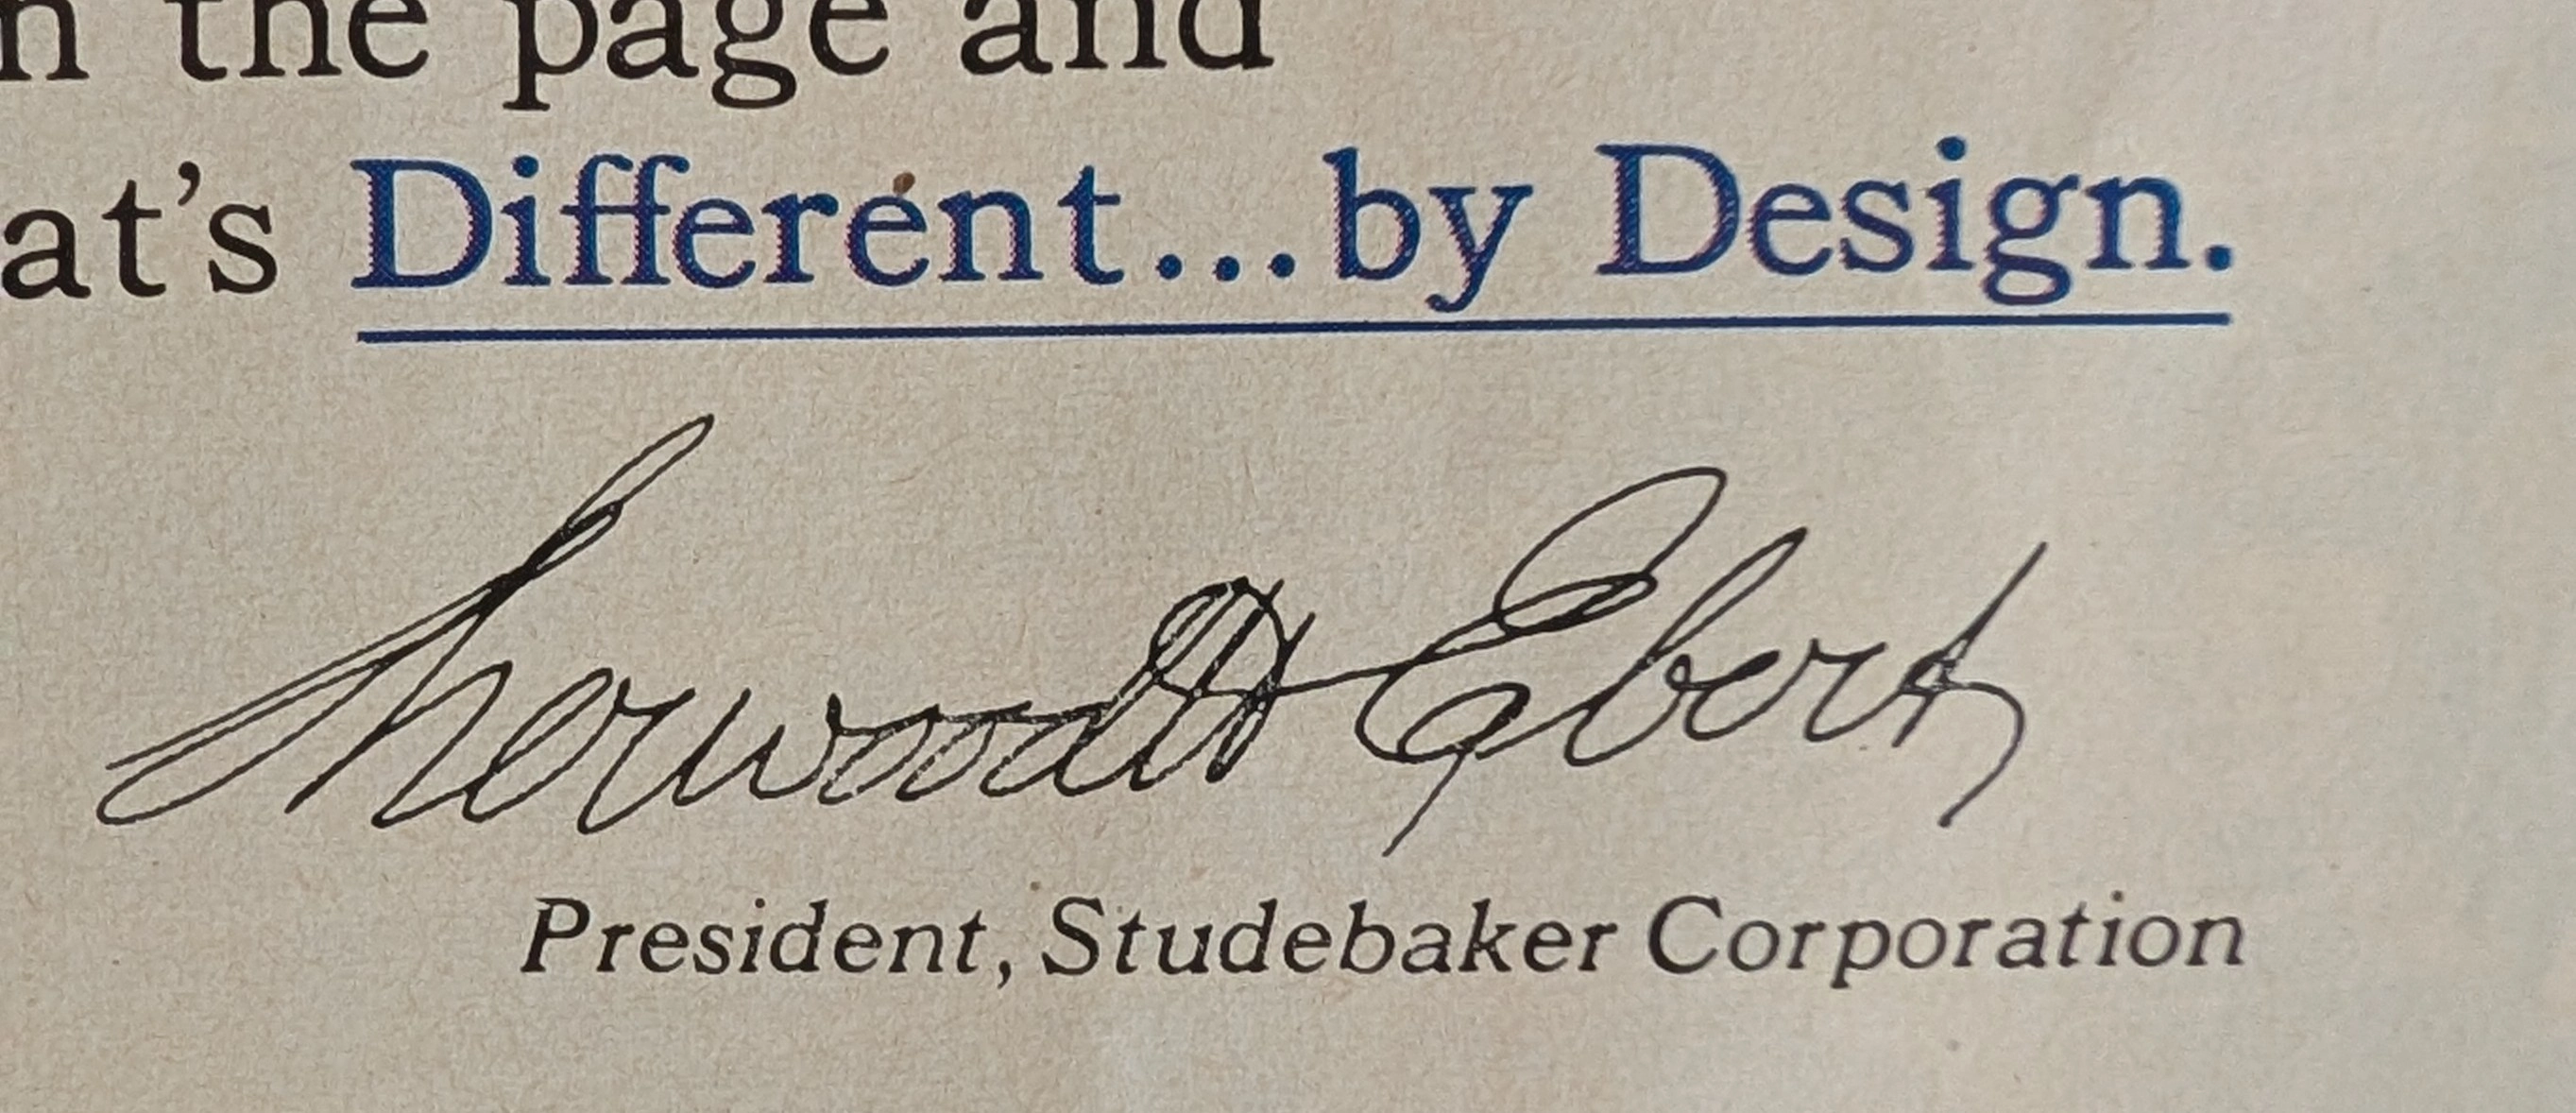 n the page and
at's Different...by Design.
Sherwood H Egbert
President, Studebaker Corporation